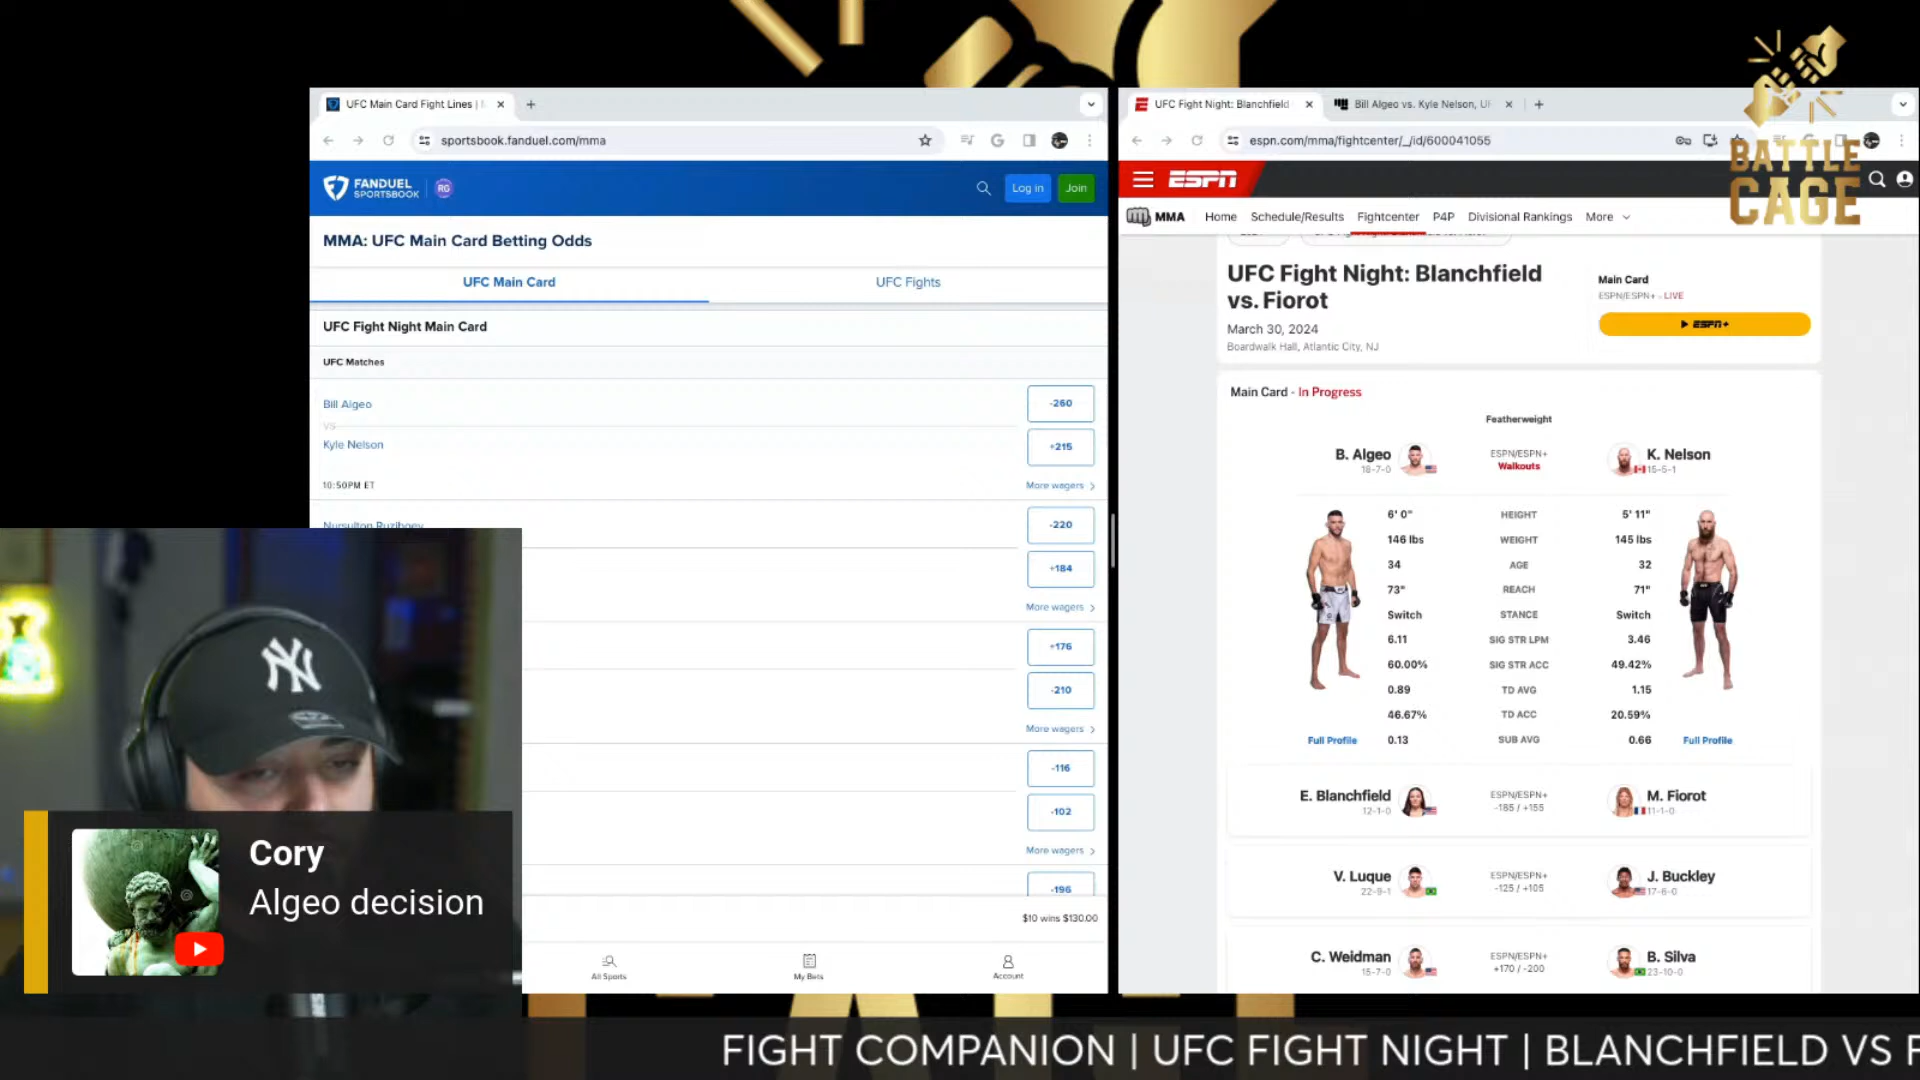 UFC Main Card Fight Lines |
sportsbook.fanduel.com/mma
FANDUEL
SPORTSBOOK
RG
Log in
Join
MMA: UFC Main Card Betting Odds
UFC Main Card
UFC Fights
UFC Fight Night Main Card
UFC Matches
Bill Algeo
-260
VS
Kyle Nelson
+215
10:50PM ET
More wagers
Nursulton Ruziboev
-220
+184
More wagers
+176
-210
More wagers
-116
-102
More wagers
-196
$10 wins $130.00
All Sports
My Bets
Account
UFC Fight Night: Blanchfield
Bill Algeo vs. Kyle Nelson, UF
espn.com/mma/fightcenter/_/id/600041055
ESPN
MMA
Home
Schedule/Results
Fightcenter
P4P
Divisional Rankings
More
UFC Fight Night: Blanchfield
vs. Fiorot
March 30, 2024
Boardwalk Hall, Atlantic City, NJ
Main Card
ESPN/ESPN+ - LIVE
ESPN+
Main Card - In Progress
Featherweight
B. Algeo
18-7-0
ESPN/ESPN+
Walkouts
K. Nelson
15-5-1
6' 0" HEIGHT 5' 11"
146 lbs WEIGHT 145 lbs
34 AGE 32
73" REACH 71"
Switch STANCE Switch
6.11 SIG STR LPM 3.46
60.00% SIG STR ACC 49.42%
0.89 TD AVG 1.15
46.67% TD ACC 20.59%
Full Profile 0.13 SUB AVG 0.66 Full Profile
E. Blanchfield
12-1-0
ESPN/ESPN+
-185 / +155
M. Fiorot
11-1-0
V. Luque
22-9-1
ESPN/ESPN+
-125 / +105
J. Buckley
17-6-0
C. Weidman
15-7-0
ESPN/ESPN+
+170 / -200
B. Silva
23-10-0
BATTLE
CAGE
NY
Cory
Algeo decision
FIGHT COMPANION | UFC FIGHT NIGHT | BLANCHFIELD VS F